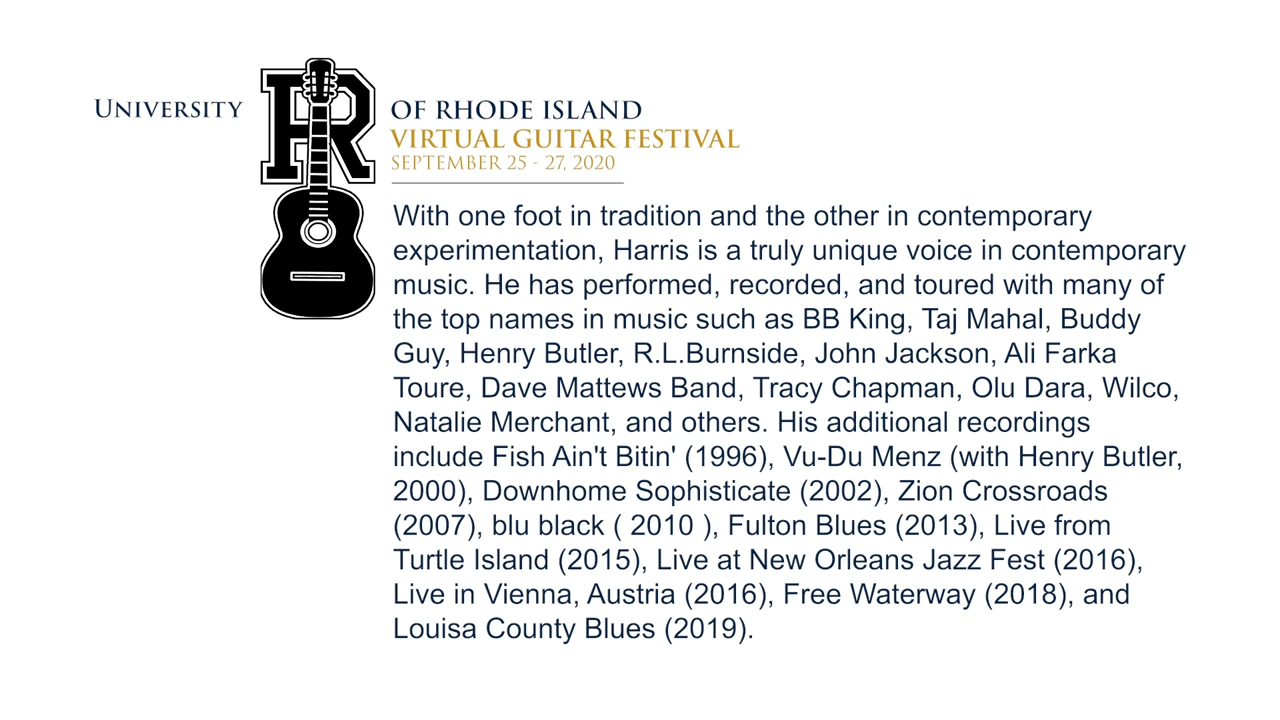 UNIVERSITY OF RHODE ISLAND
VIRTUAL GUITAR FESTIVAL
SEPTEMBER 25 - 27, 2020
With one foot in tradition and the other in contemporary
experimentation, Harris is a truly unique voice in contemporary
music. He has performed, recorded, and toured with many of
the top names in music such as BB King, Taj Mahal, Buddy
Guy, Henry Butler, R.L.Burnside, John Jackson, Ali Farka
Toure, Dave Mattews Band, Tracy Chapman, Olu Dara, Wilco,
Natalie Merchant, and others. His additional recordings
include Fish Ain't Bitin' (1996), Vu-Du Menz (with Henry Butler,
2000), Downhome Sophisticate (2002), Zion Crossroads
(2007), blu black ( 2010 ), Fulton Blues (2013), Live from
Turtle Island (2015), Live at New Orleans Jazz Fest (2016),
Live in Vienna, Austria (2016), Free Waterway (2018), and
Louisa County Blues (2019).